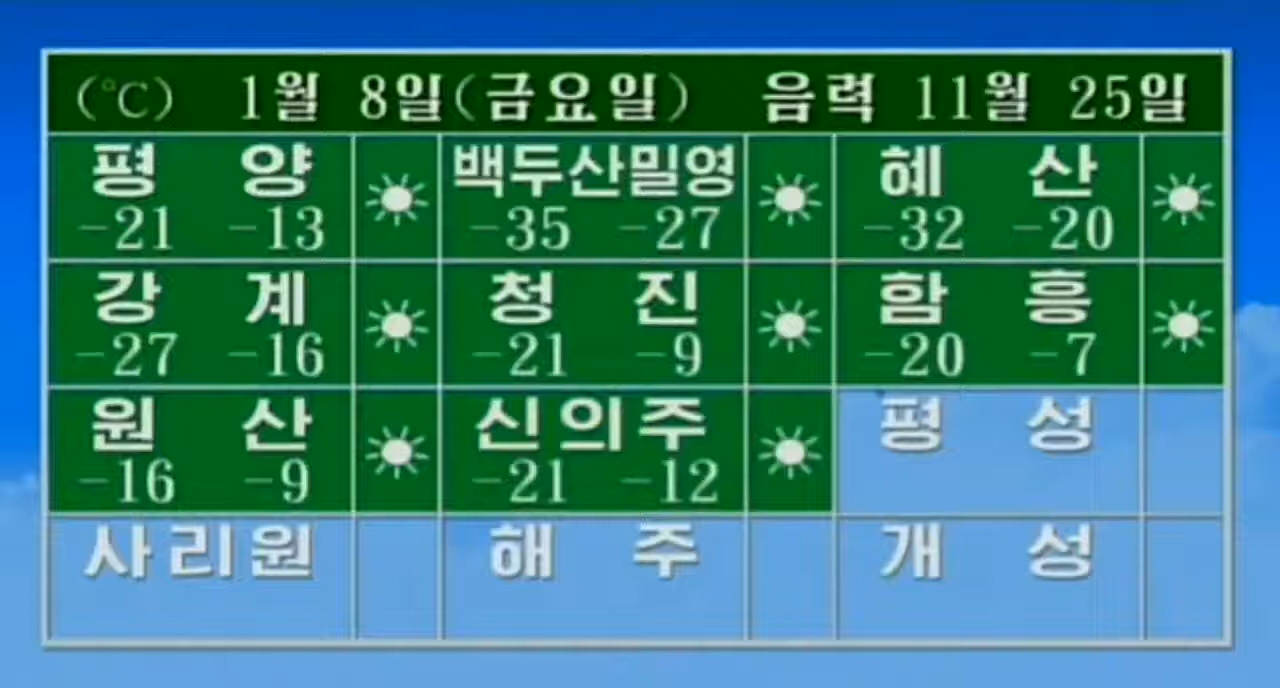 (℃) 1월 8일(금요일) 음력 11월 25일
평 양 백두산밀영 혜 산
-21 -13 -35 -27 -32 -20
강 계 청 진 함 흥
-27 -16 -21 -9 -20 -7
원 산 신의주 평 성
-16 -9 -21 -12
사리원 해 주 개 성